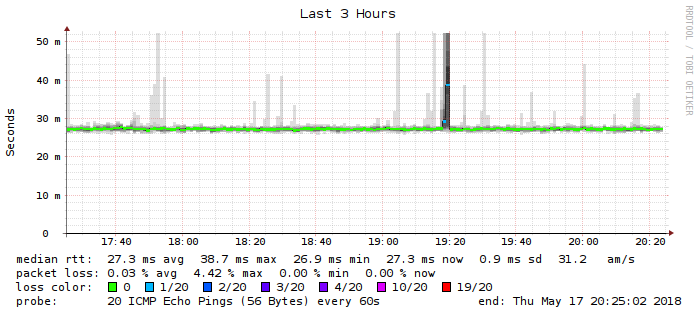 Last 3 Hours
RRDTOOL / TOBI OETIKER
Seconds
50 m
40 m
30 m
20 m
10 m
0
17:40 18:00 18:20 18:40 19:00 19:20 19:40 20:00 20:20
median rtt: 27.3 ms avg 38.7 ms max 26.9 ms min 27.3 ms now 0.9 ms sd 31.2 am/s
packet loss: 0.03 % avg 4.42 % max 0.00 % min 0.00 % now
loss color: 0 1/20 2/20 3/20 4/20 10/20 19/20
probe: 20 ICMP Echo Pings (56 Bytes) every 60s end: Thu May 17 20:25:02 2018